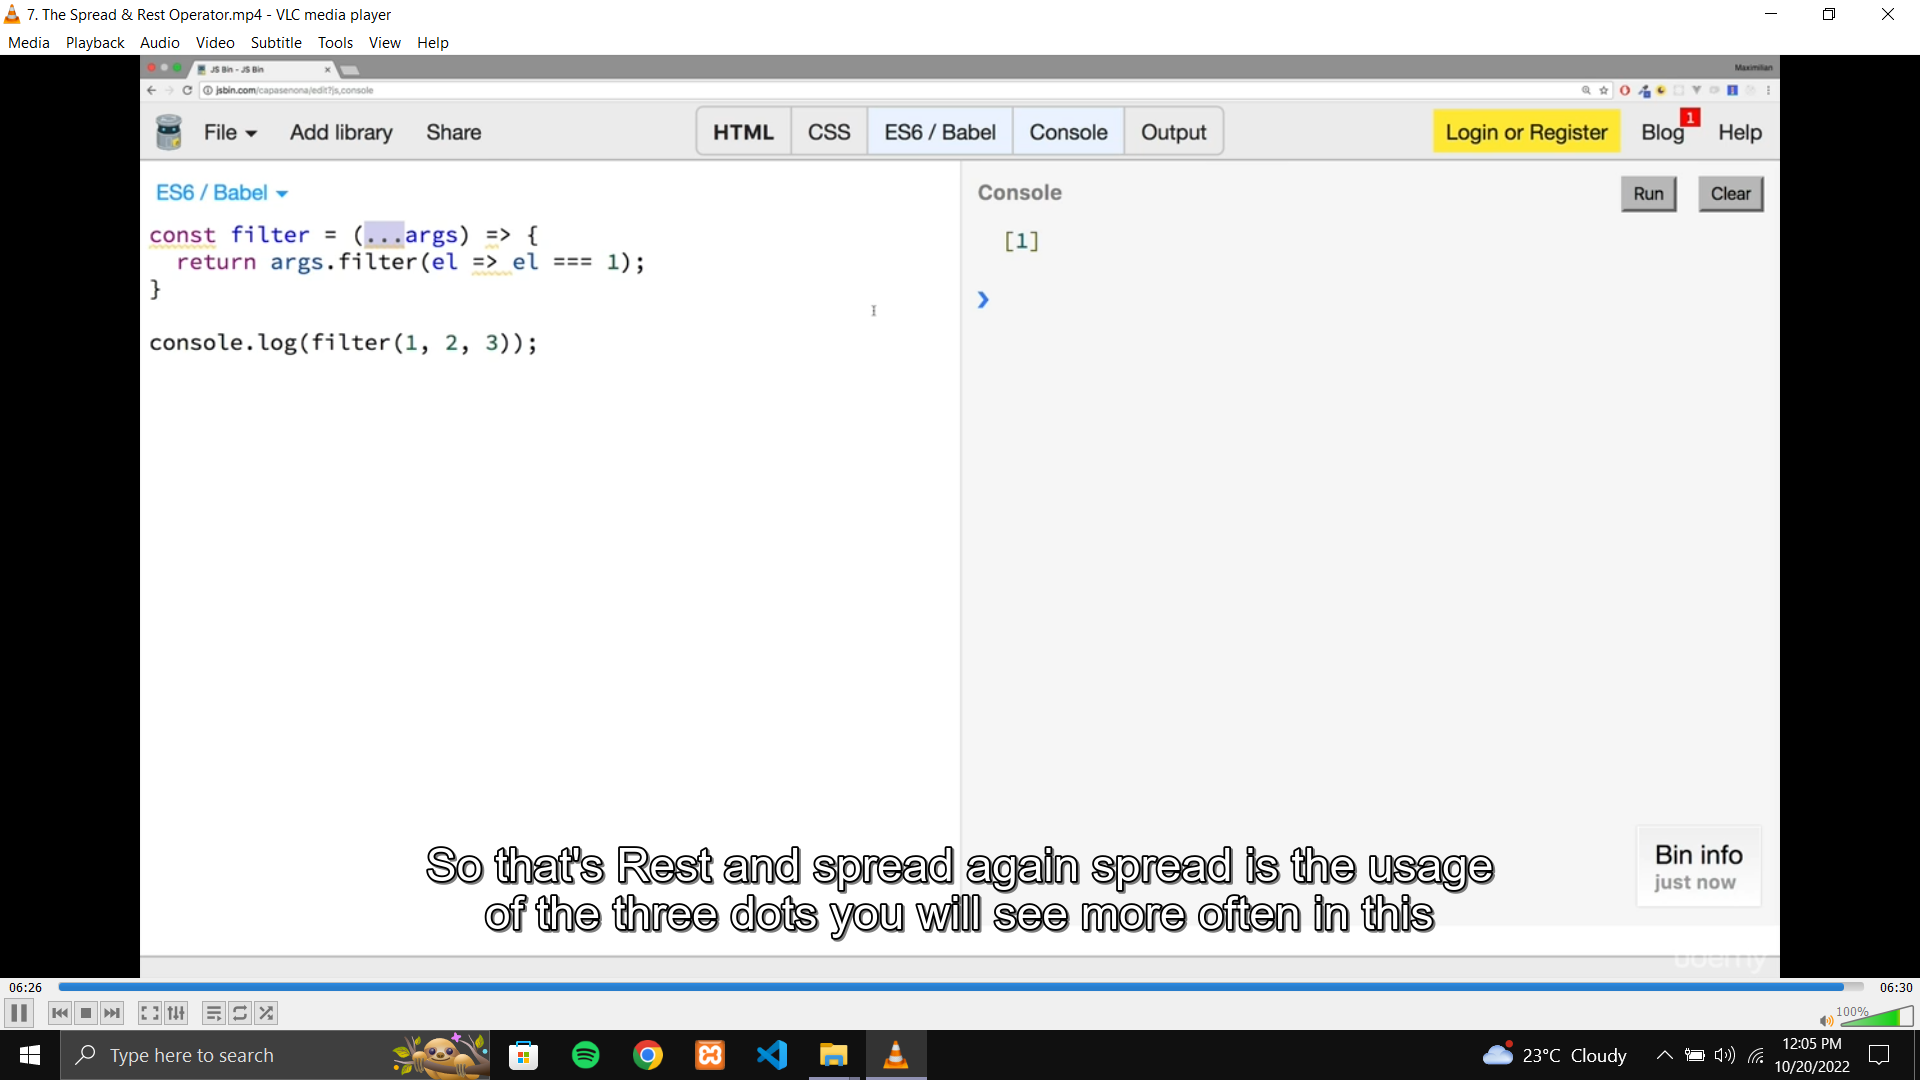 7. The Spread & Rest Operator.mp4 - VLC media player
Media Playback Audio Video Subtitle Tools View Help
JS Bin - JS Bin
Maximilian
jsbin.com/capasenona/edit?js,console
File Add library Share HTML CSS ES6 / Babel Console Output Login or Register Blog 1 Help
ES6 / Babel
Console
Run Clear
const filter = (...args) => {
return args.filter(el => el === 1);
}
console.log(filter(1, 2, 3));
[1]
So that's Rest and spread again spread is the usage
of the three dots you will see more often in this
Bin info
just now
udemy
06:26
06:30
100%
Type here to search
23°C Cloudy
12:05 PM
10/20/2022